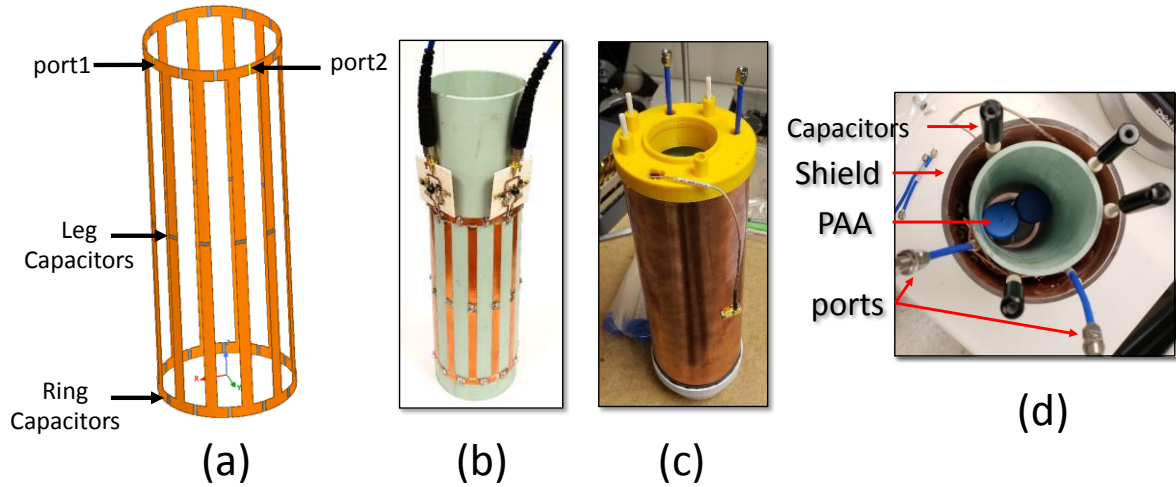 port1
port2
Leg
Capacitors
Ring
Capacitors
(a)
(b)
(c)
Capacitors
Shield
PAA
ports
(d)